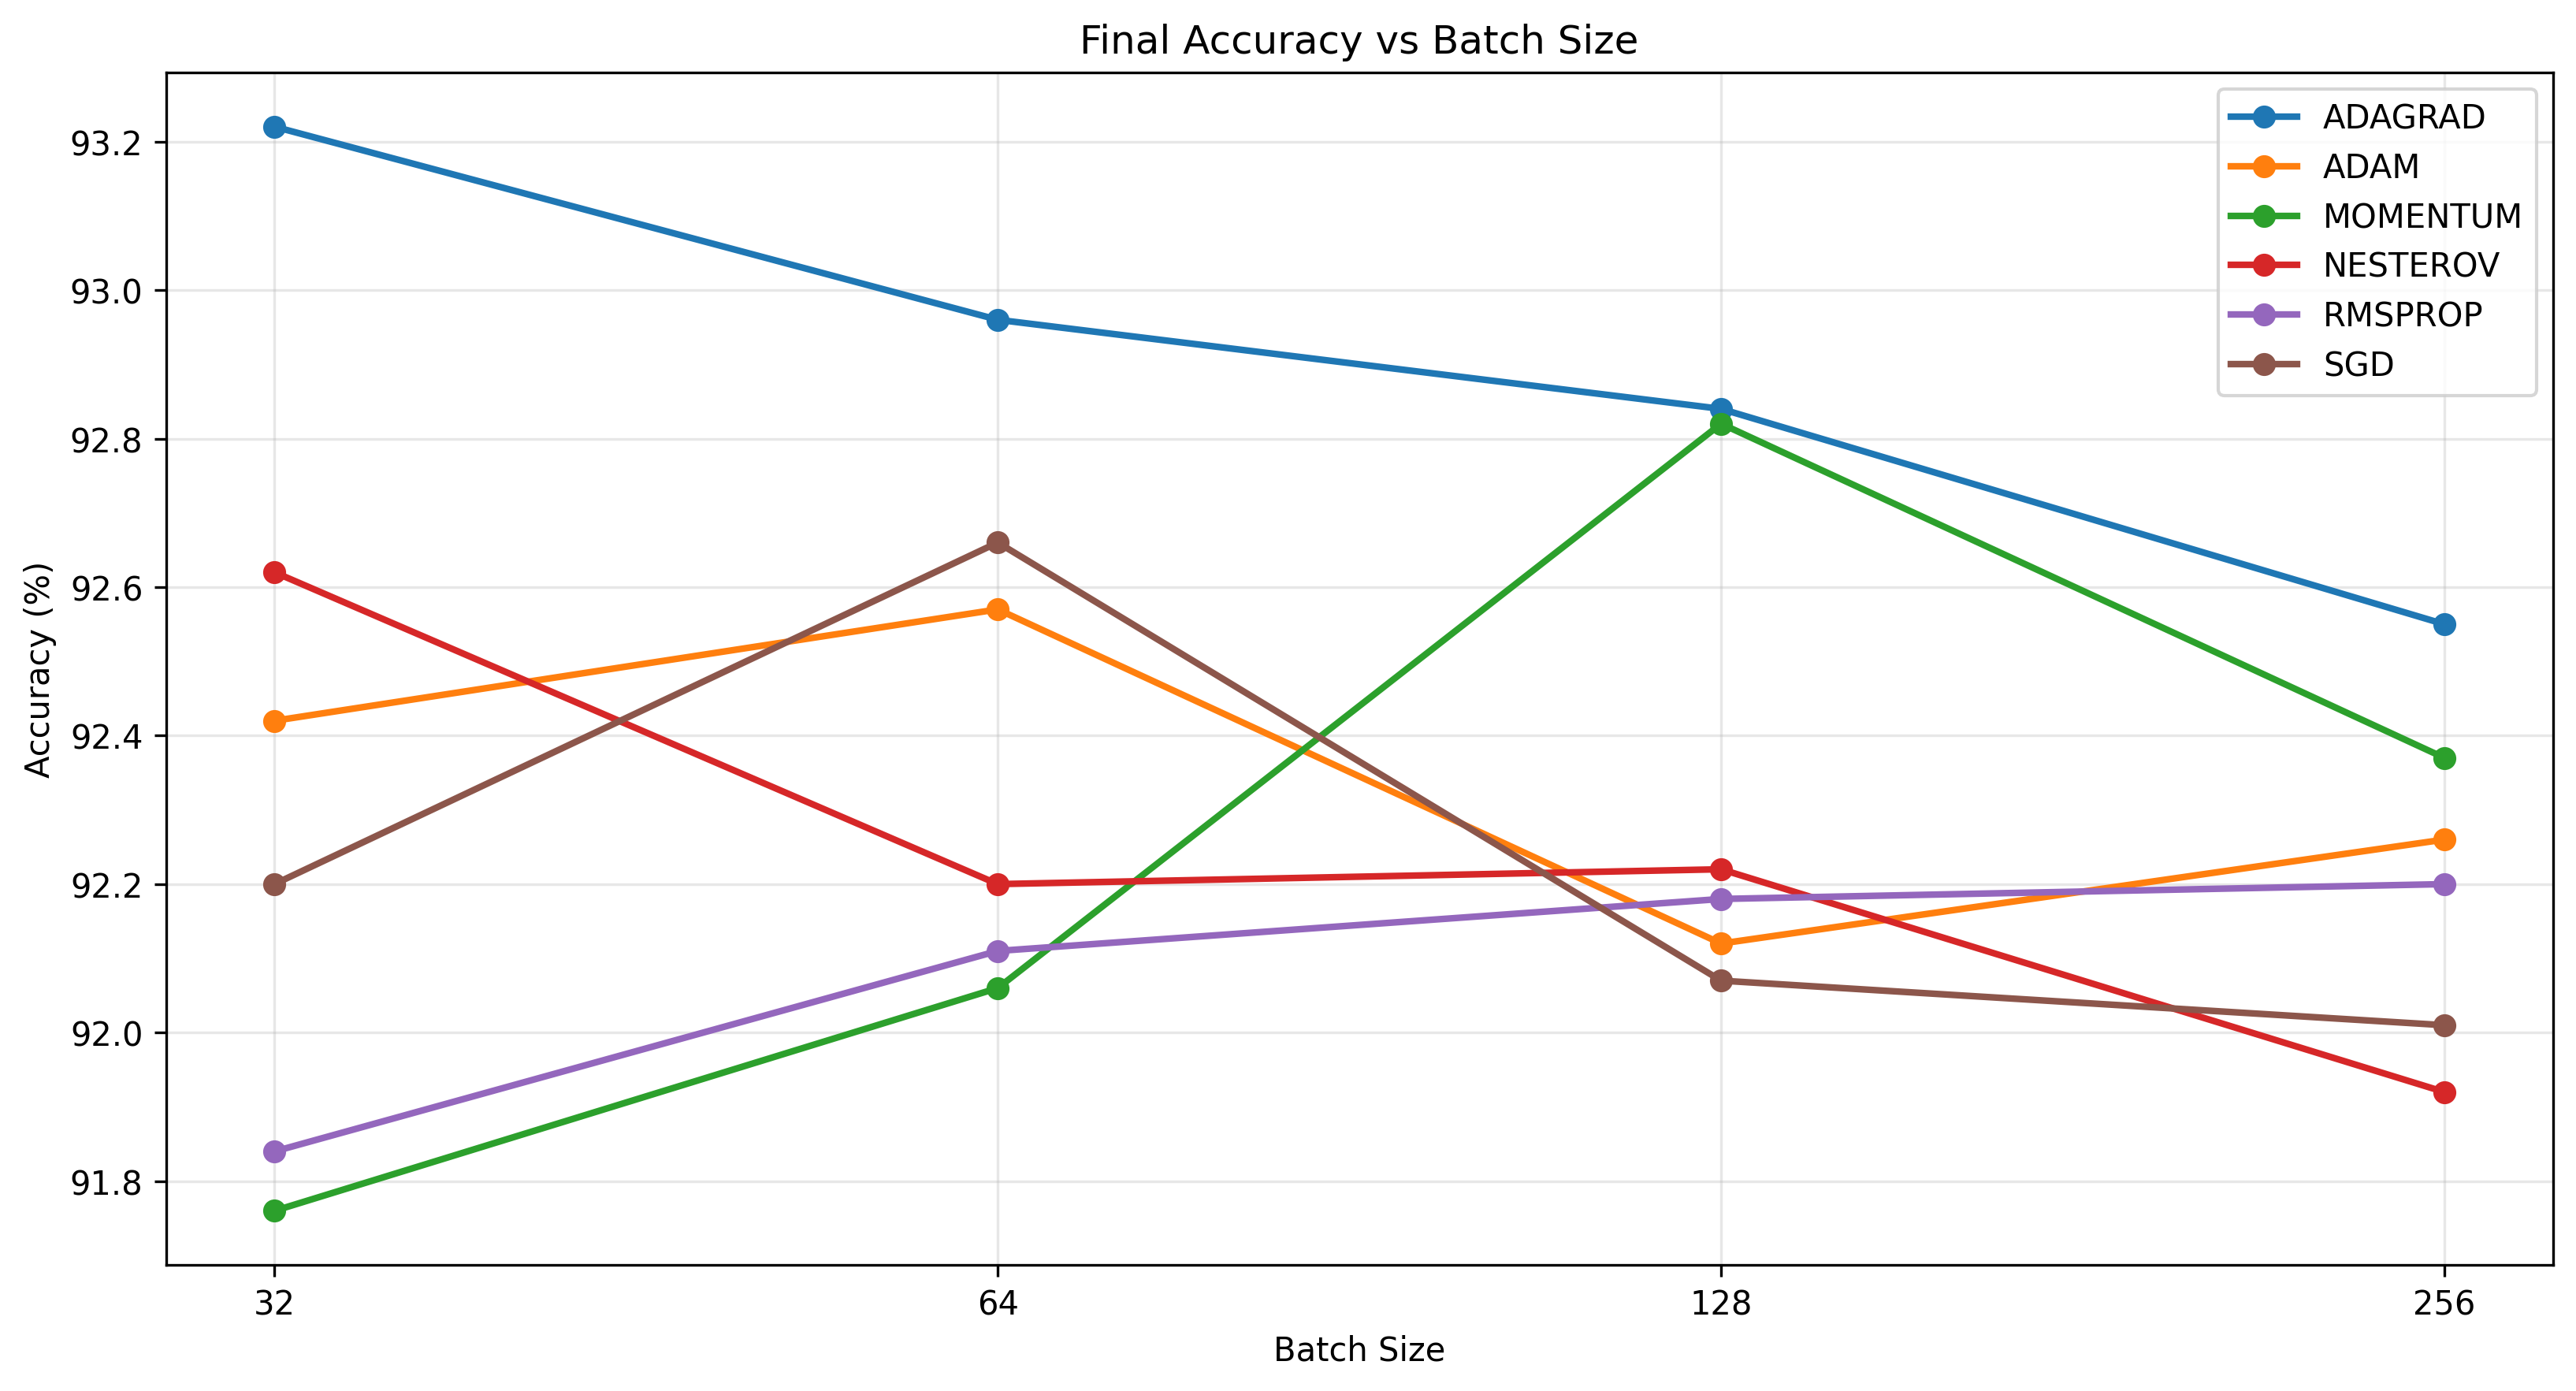 Final Accuracy vs Batch Size
93.2
93.0
92.8
92.6
92.4
92.2
92.0
91.8
Accuracy (%)
ADAGRAD
ADAM
MOMENTUM
NESTEROV
RMSPROP
SGD
32 64 128 256
Batch Size